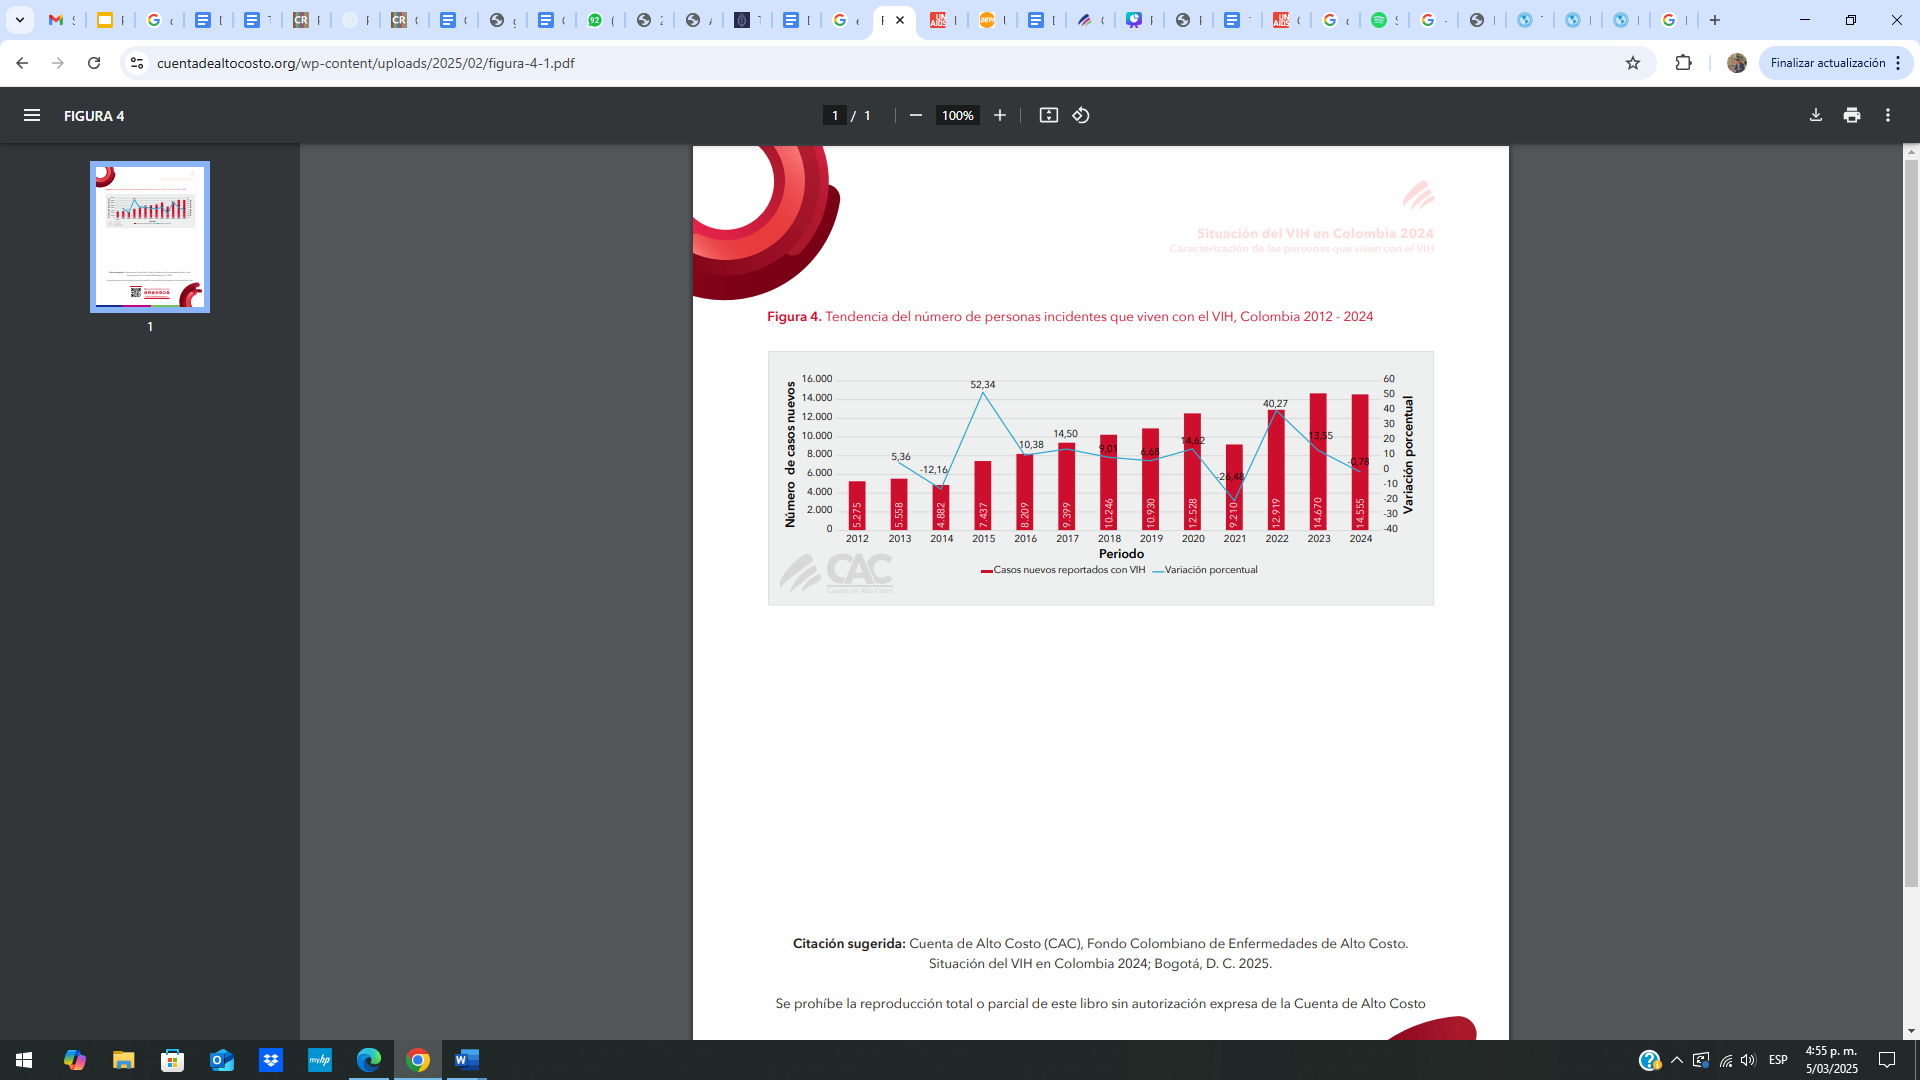 cuentadealtocosto.org/wp-content/uploads/2025/02/figura-4-1.pdf
Finalizar actualización
FIGURA 4
1 / 1
100%
1
Situación del VIH en Colombia 2024
Caracterización de las personas que viven con el VIH
Figura 4. Tendencia del número de personas incidentes que viven con el VIH, Colombia 2012 - 2024
Número de casos nuevos
16.000
14.000
12.000
10.000
8.000
6.000
4.000
2.000
0
5,36
-12,16
52,34
10,38
14,50
9,01
6,68
14,62
-26,48
40,27
13,55
-0,78
5.275
5.558
4.882
7.437
8.209
9.399
10.246
10.930
12.528
9.210
12.919
14.670
14.555
60
50
40
30
20
10
0
-10
-20
-30
-40
Variación porcentual
2012 2013 2014 2015 2016 2017 2018 2019 2020 2021 2022 2023 2024
Periodo
Casos nuevos reportados con VIH Variación porcentual
CAC
Cuenta de Alto Costo
Citación sugerida: Cuenta de Alto Costo (CAC), Fondo Colombiano de Enfermedades de Alto Costo.
Situación del VIH en Colombia 2024; Bogotá, D. C. 2025.
Se prohíbe la reproducción total o parcial de este libro sin autorización expresa de la Cuenta de Alto Costo
ESP
4:55 p. m.
5/03/2025